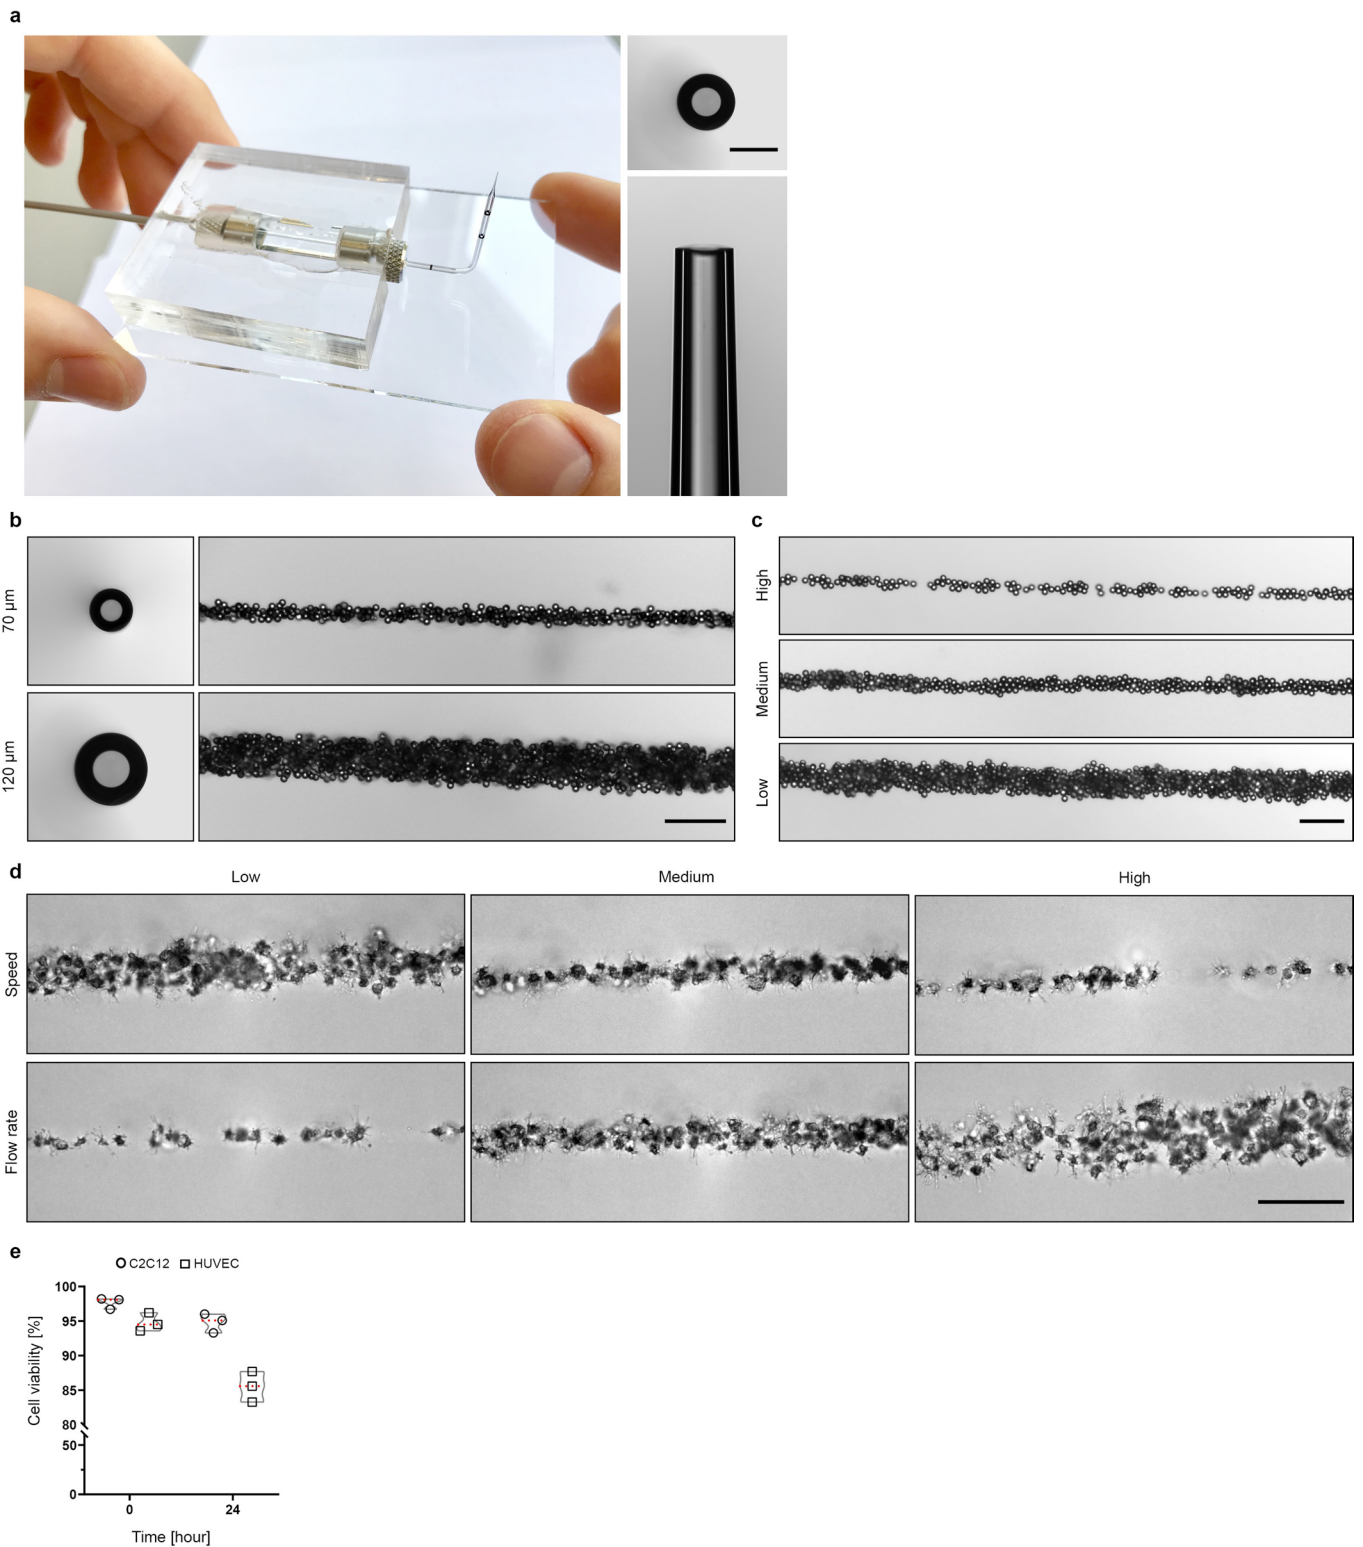 a
b
c
70 µm
120 µm
High
Medium
Low
d
Low Medium High
Speed
Flow rate
e
C2C12 HUVEC
Cell viability [%]
100
95
90
85
80
50
0
0 24
Time [hour]